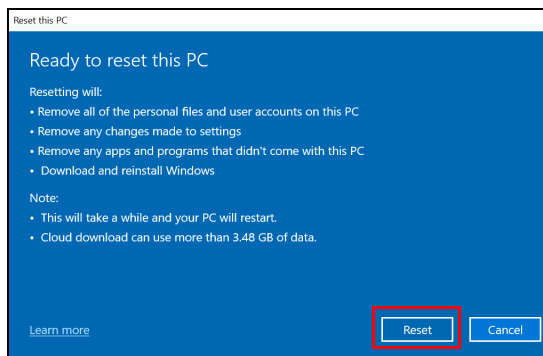 Reset this PC
Ready to reset this PC
Resetting will:
• Remove all of the personal files and user accounts on this PC
• Remove any changes made to settings
• Remove any apps and programs that didn't come with this PC
• Download and reinstall Windows
Note:
• This will take a while and your PC will restart.
• Cloud download can use more than 3.48 GB of data.
Learn more
Reset
Cancel